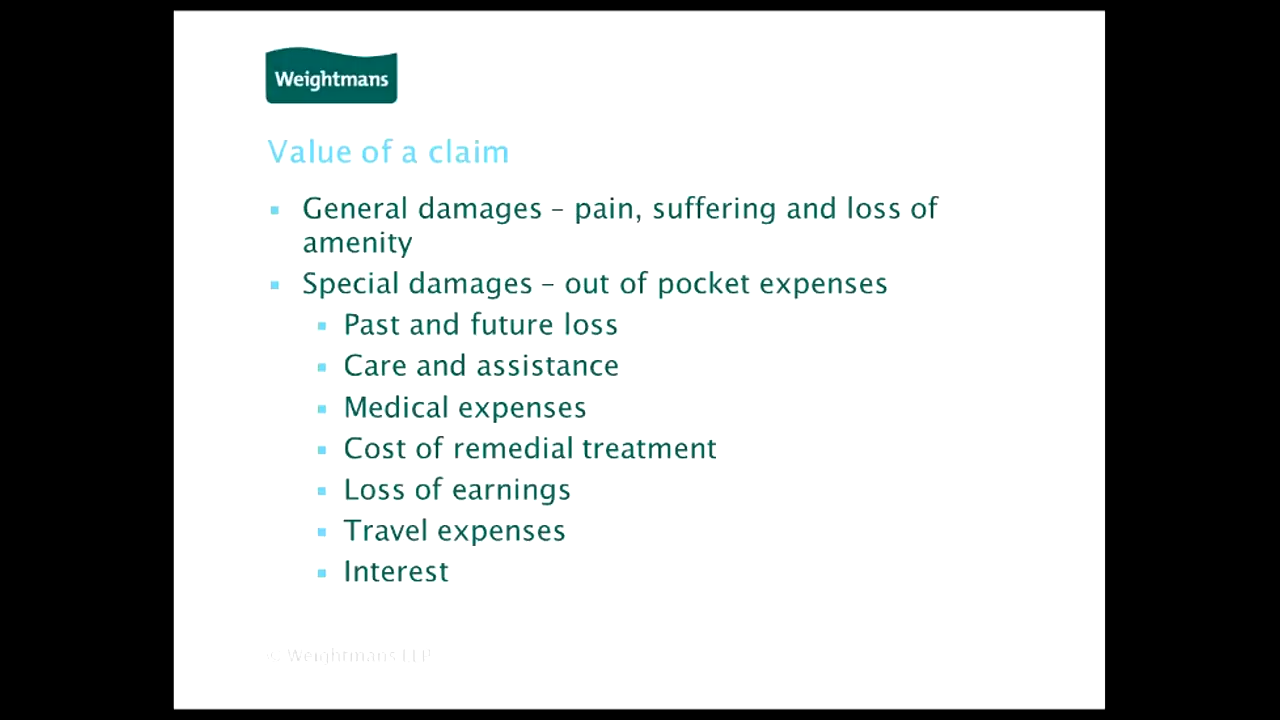 Weightmans
Value of a claim
General damages – pain, suffering and loss of
amenity
Special damages – out of pocket expenses
Past and future loss
Care and assistance
Medical expenses
Cost of remedial treatment
Loss of earnings
Travel expenses
Interest
© Weightmans LLP